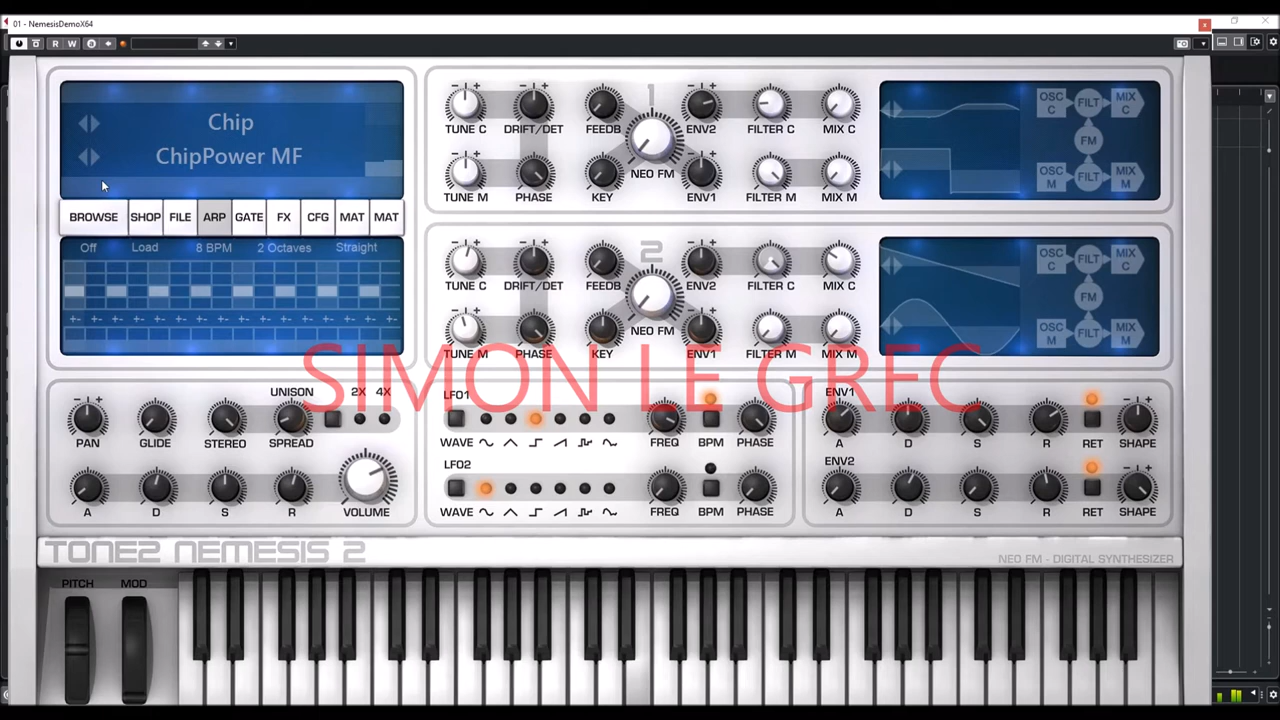 01 - NemesisDemoX64
R W
Chip
ChipPower MF
BROWSE SHOP FILE ARP GATE FX CFG MAT MAT
Off Load 8 BPM 2 Octaves Straight
TUNE C DRIFT/DET FEEDB 1 ENV2 FILTER C MIX C
NEO FM
TUNE M PHASE KEY ENV1 FILTER M MIX M
OSC C FILT MIX C
FM
OSC M FILT MIX M
TUNE C DRIFT/DET FEEDB 2 ENV2 FILTER C MIX C
NEO FM
TUNE M PHASE KEY ENV1 FILTER M MIX M
OSC C FILT MIX C
FM
OSC M FILT MIX M
SIMON LE GREC
UNISON 2X 4X
PAN GLIDE STEREO SPREAD
A D S R VOLUME
LFO1
WAVE FREQ BPM PHASE
LFO2
WAVE FREQ BPM PHASE
ENV1
A D S R RET SHAPE
ENV2
A D S R RET SHAPE
TONE2 NEMESIS 2
NEO FM - DIGITAL SYNTHESIZER
PITCH MOD